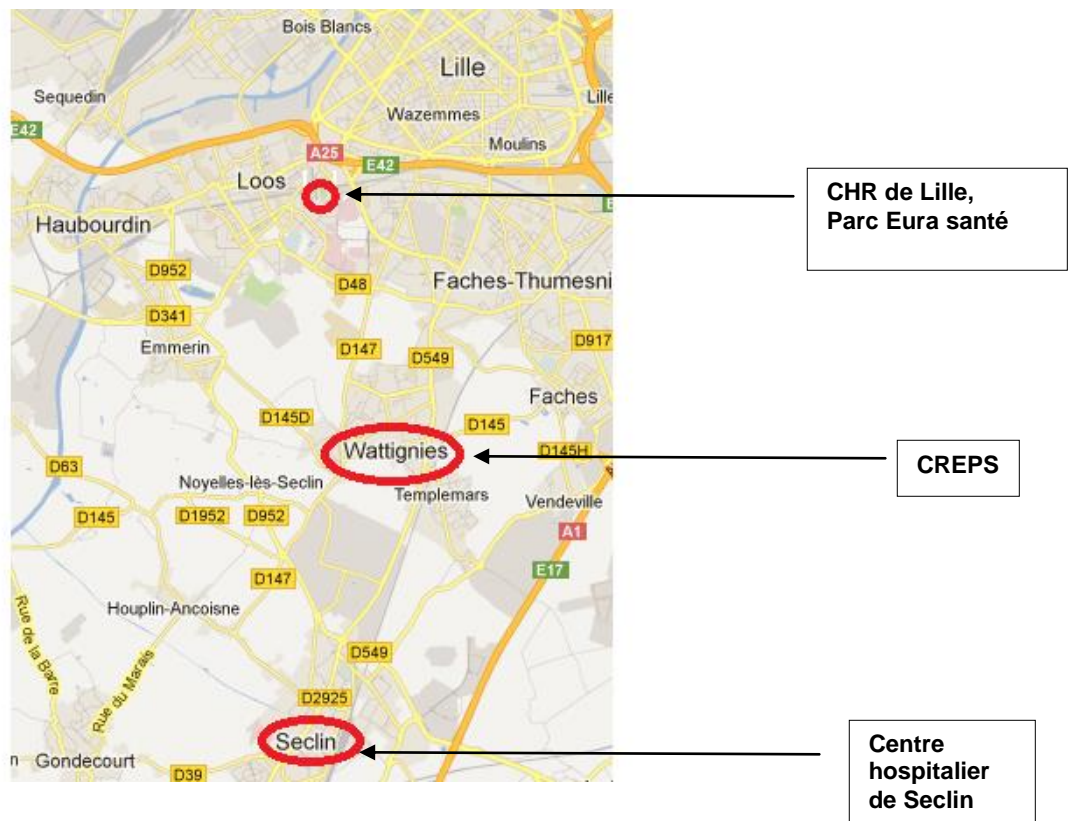 Bois Blancs
Lille
Sequedin
Lille
Wazemmes
E42
Moulins
A25
E42
Loos
CHR de Lille,
Parc Eura santé
Haubourdin
D952
Faches-Thumesni
D48
D341
Emmerin
D147
D549
D917
Faches
D145D
D145
Wattignies
D145H
CREPS
D63
Noyelles-lès-Seclin
Templemars
Vendeville
D145
D1952
D952
A1
E17
D147
Houplin-Ancoisne
Rue de la Barre
Rue du Marais
D549
D2925
Seclin
Gondecourt
D39
Centre
hospitalier
de Seclin